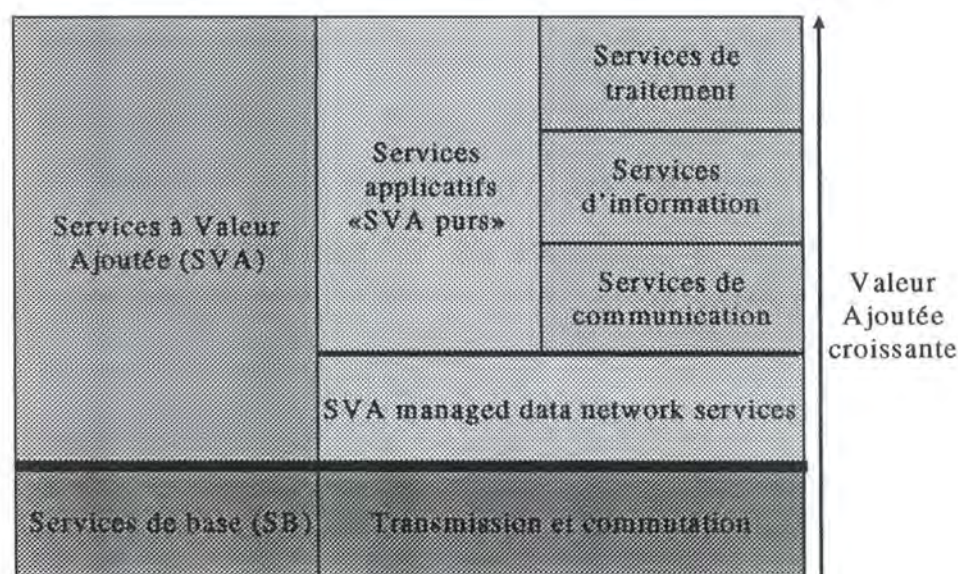 Services à Valeur
Ajoutée (SVA)
Services
applicatifs
«SVA purs»
Services de
traitement
Services
d'information
Services de
communication
SVA managed data network services
Services de base (SB)
Transmission et commutation
Valeur
Ajoutée
croissante